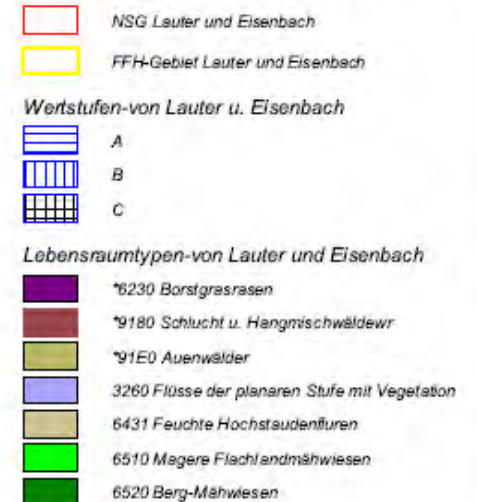 NSG Lauter und Eisenbach
FFH-Gebiet Lauter und Eisenbach
Wertstufen-von Lauter u. Eisenbach
A
B
C
Lebensraumtypen-von Lauter und Eisenbach
*6230 Borstgrasrasen
*9180 Schlucht u. Hangmischwäldewr
*91E0 Auenwälder
3260 Flüsse der planaren Stufe mit Vegetation
6431 Feuchte Hochstaudenfluren
6510 Magere Flachlandmähwiesen
6520 Berg-Mähwiesen